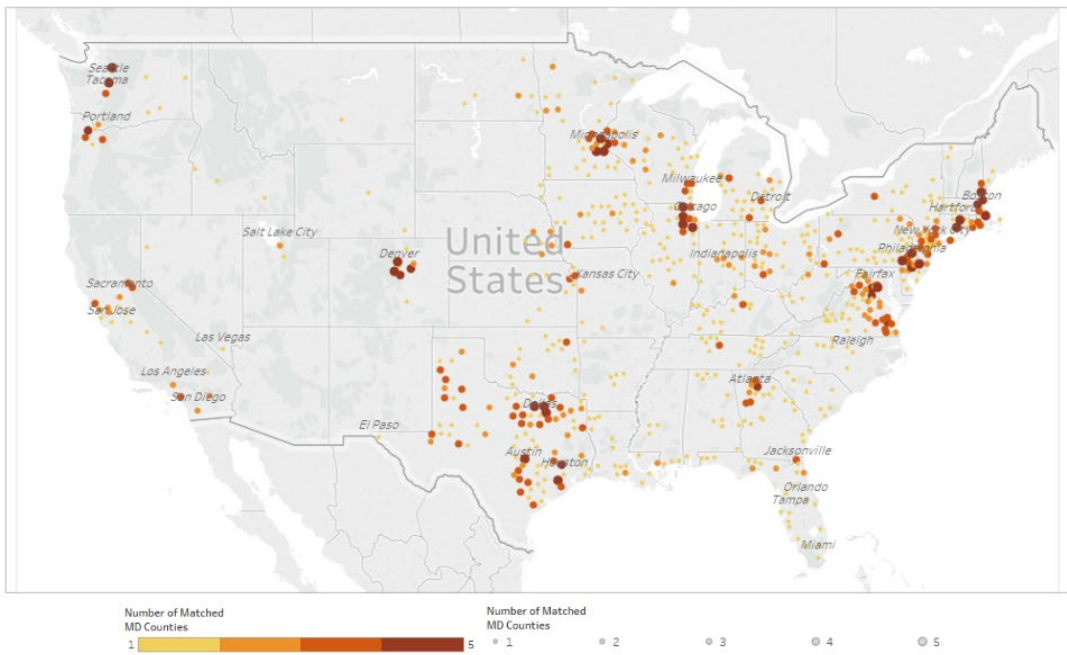 Seattle
Tacoma
Portland
Minneapolis
Milwaukee
Detroit
Chicago
Boston
Hartford
New York City
Philadelphia
Salt Lake City
Denver
United
States
Indianapolis
Kansas City
Fairfax
Sacramento
San Jose
Las Vegas
Raleigh
Los Angeles
San Diego
Atlanta
Dallas
El Paso
Austin
Houston
Jacksonville
Orlando
Tampa
Miami
Number of Matched
MD Counties
1 5
Number of Matched
MD Counties
1 2 3 4 5